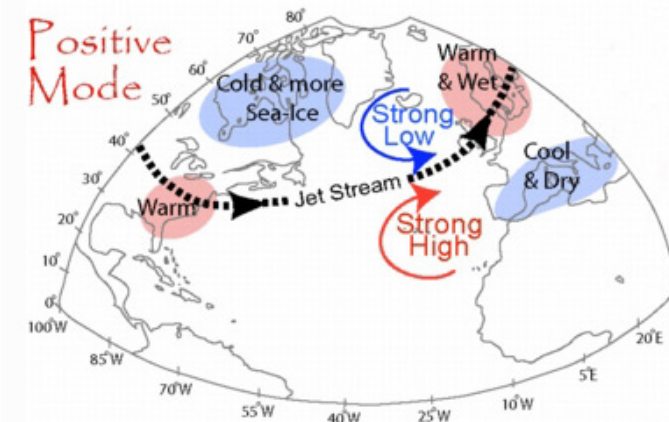 Positive
Mode
80°
70°
60°
50°
40°
30°
20°
10°
0°
100°W
85°W
70°W
55°W
40°W
25°W
10°W
5°E
20°E
Cold & more
Sea-Ice
Warm
& Wet
Strong
Low
Cool
& Dry
Warm
Jet Stream
Strong
High